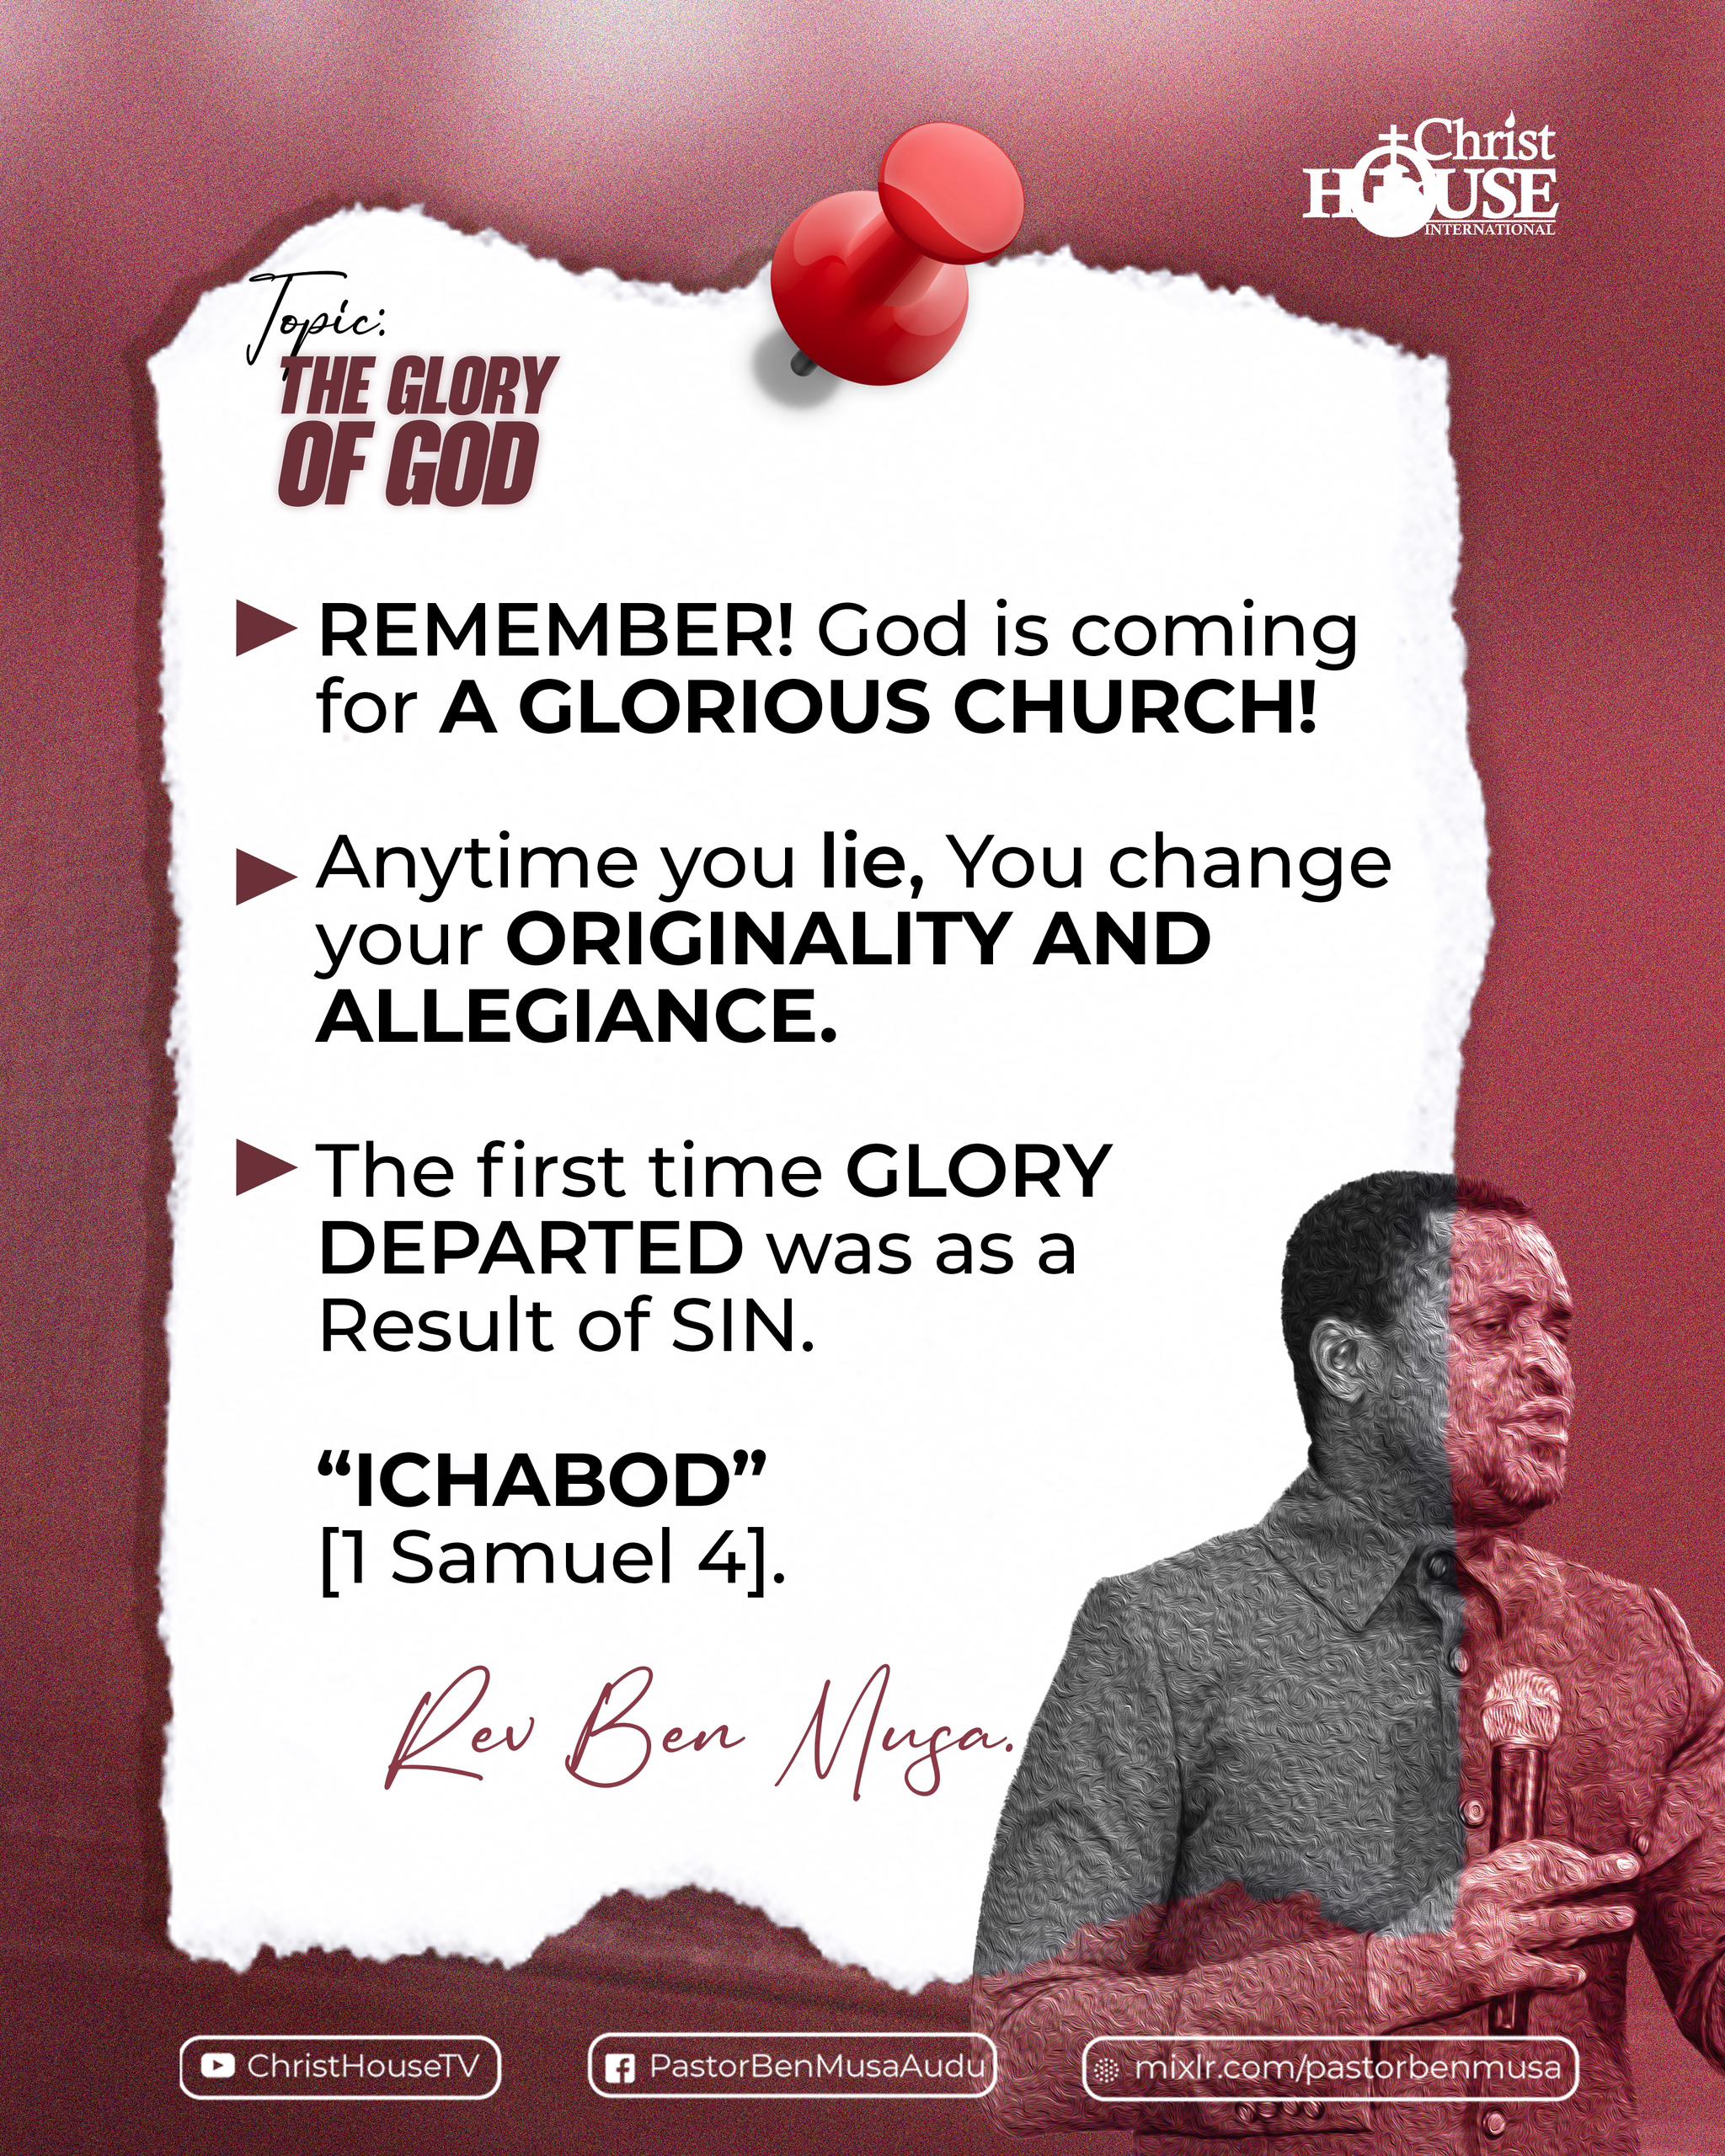 Christ
HOUSE
INTERNATIONAL
Topic:
THE GLORY
OF GOD
REMEMBER! God is coming
for A GLORIOUS CHURCH!
Anytime you lie, You change
your ORIGINALITY AND
ALLEGIANCE.
The first time GLORY
DEPARTED was as a
Result of SIN.
“ICHABOD”
[1 Samuel 4].
Rev Ben Musa.
ChristHouseTV
PastorBenMusaAudu
mixlr.com/pastorbenmusa